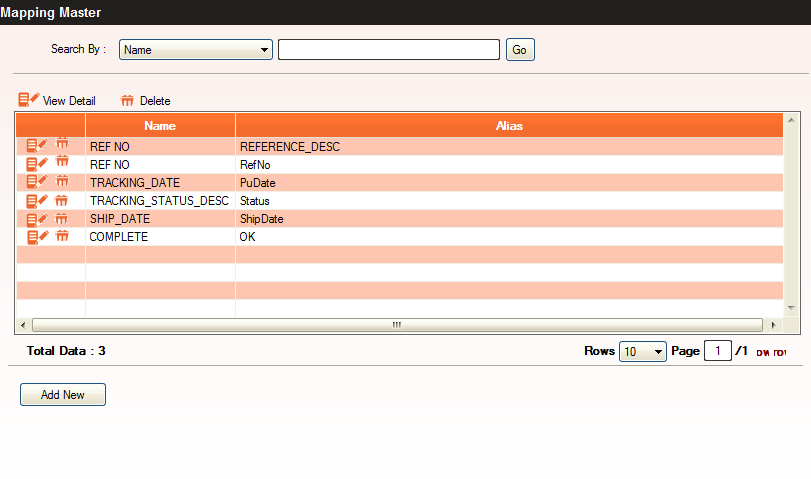 Mapping Master
Search By : Name Go
View Detail Delete
Name Alias
REF NO REFERENCE_DESC
REF NO RefNo
TRACKING_DATE PuDate
TRACKING_STATUS_DESC Status
SHIP_DATE ShipDate
COMPLETE OK
Total Data : 3 Rows 10 Page 1 /1
Add New